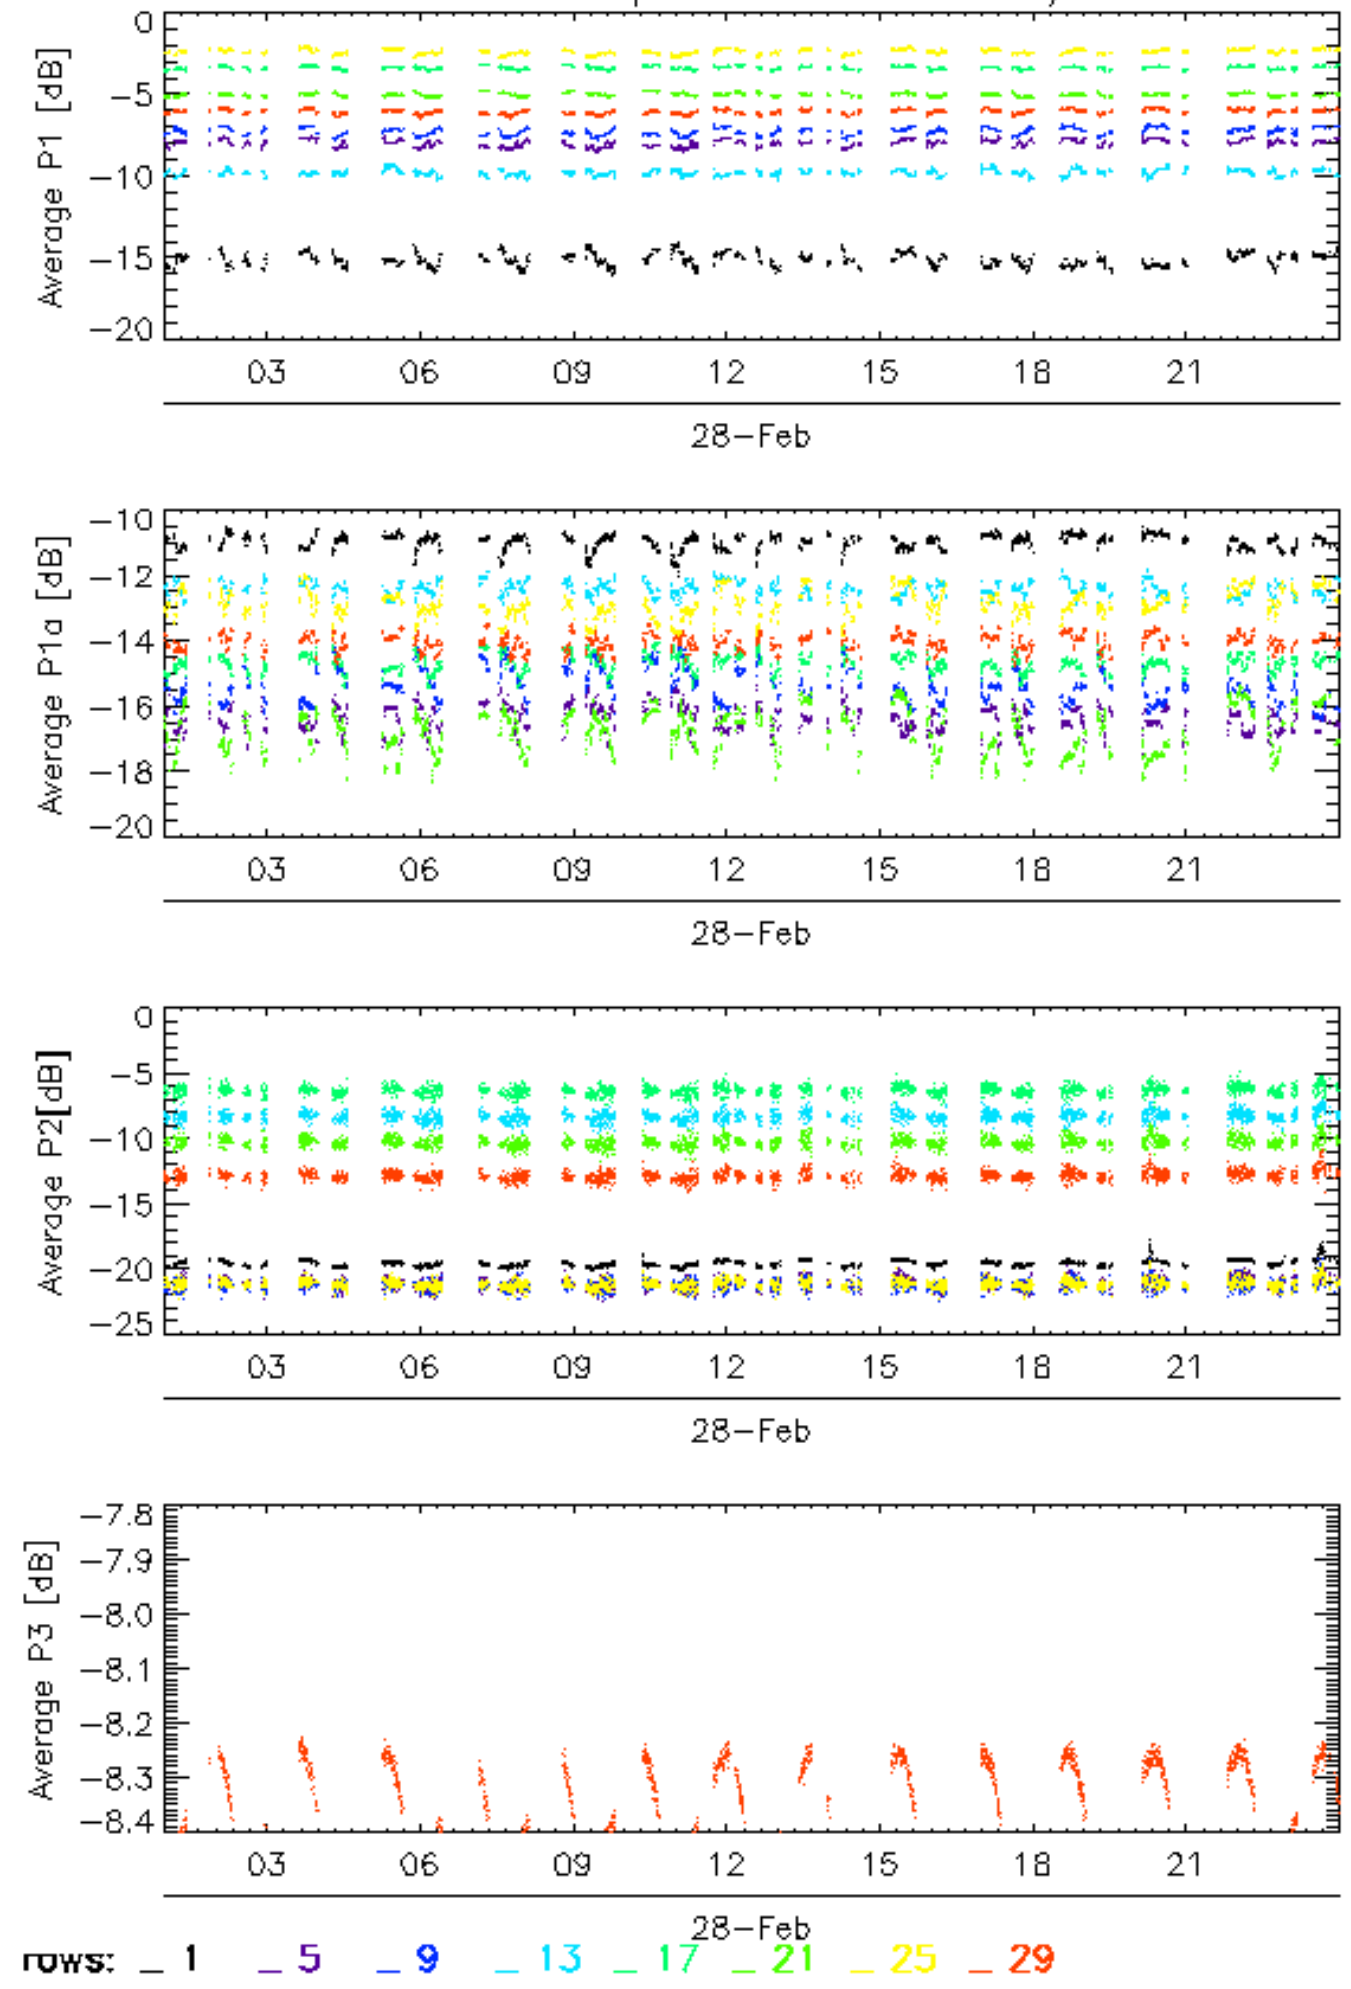 0
−5
−10
−15
−20
Average P1 [dB]
03 06 09 12 15 18 21
28−Feb
−10
−12
−14
−16
−18
−20
Average P1a [dB]
03 06 09 12 15 18 21
28−Feb
0
−5
−10
−15
−20
−25
Average P2[dB]
03 06 09 12 15 18 21
28−Feb
−7.8
−7.9
−8.0
−8.1
−8.2
−8.3
−8.4
Average P3 [dB]
03 06 09 12 15 18 21
28−Feb
rows: _ 1 _ 5 _ 9 _ 13 _ 17 _ 21 _ 25 _ 29